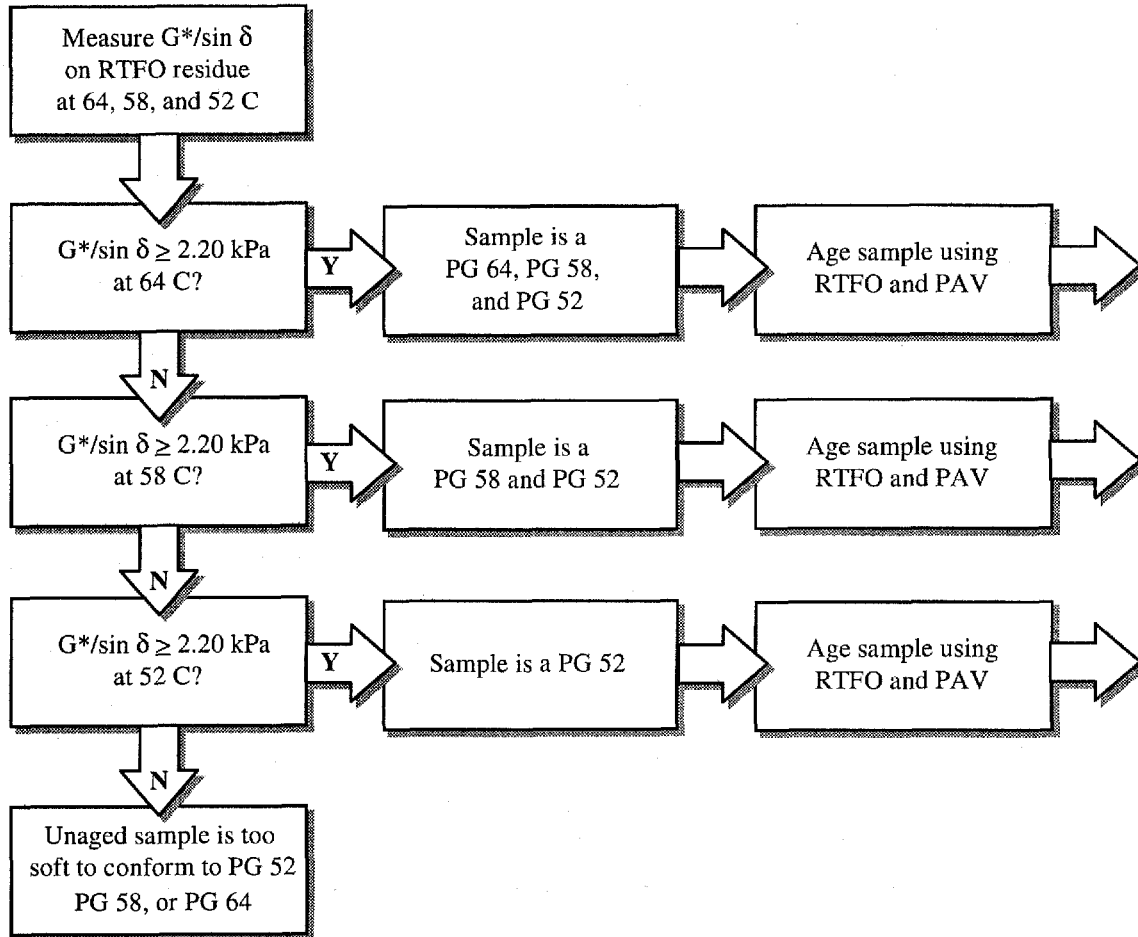 Measure G*/sin δ
on RTFO residue
at 64, 58, and 52 C
G*/sin δ ≥ 2.20 kPa
at 64 C?
Y
Sample is a
PG 64, PG 58,
and PG 52
Age sample using
RTFO and PAV
N
G*/sin δ ≥ 2.20 kPa
at 58 C?
Y
Sample is a
PG 58 and PG 52
Age sample using
RTFO and PAV
N
G*/sin δ ≥ 2.20 kPa
at 52 C?
Y
Sample is a PG 52
Age sample using
RTFO and PAV
N
Unaged sample is too
soft to conform to PG 52
PG 58, or PG 64